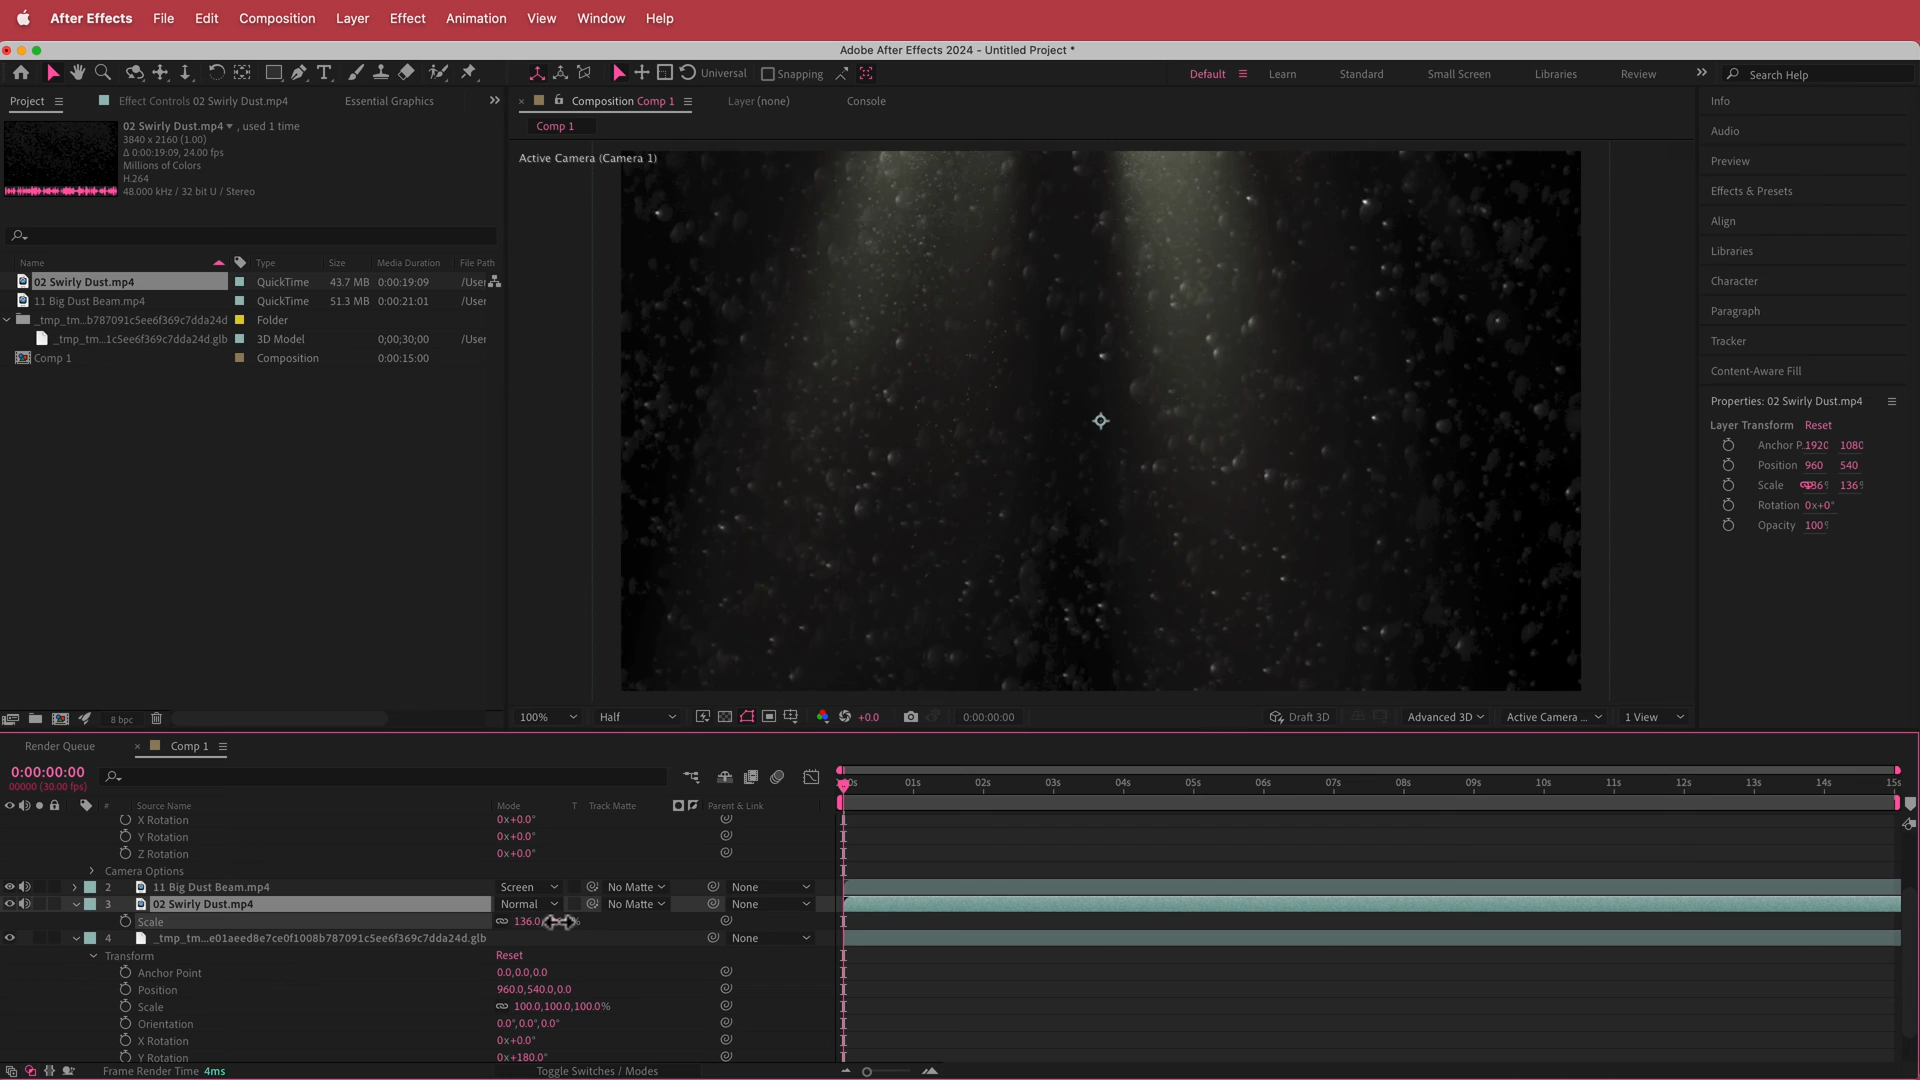 After Effects File Edit Composition Layer Effect Animation View Window Help
Adobe After Effects 2024 - Untitled Project *
Universal Snapping Default Learn Standard Small Screen Libraries Review Search Help
Project Effect Controls 02 Swirly Dust.mp4 Essential Graphics
Composition Comp 1 Layer (none) Console
Comp 1
Active Camera (Camera 1)
02 Swirly Dust.mp4 , used 1 time
3840 x 2160 (1.00)
Δ 0:00:19:09, 24.00 fps
Millions of Colors
H.264
48.000 kHz / 32 bit U / Stereo
Name Type Size Media Duration File Path
02 Swirly Dust.mp4 QuickTime 43.7 MB 0:00:19:09 /User
11 Big Dust Beam.mp4 QuickTime 51.3 MB 0:00:21:01 /User
_tmp_tm...b787091c5ee6f369c7dda24d Folder
_tmp_tm...1c5ee6f369c7dda24d.glb 3D Model 0;00;30;00 /User
Comp 1 Composition 0:00:15:00
8 bpc
100% Half +0.0 0:00:00:00 Draft 3D Advanced 3D Active Camera ... 1 View
Info
Audio
Preview
Effects & Presets
Align
Libraries
Character
Paragraph
Tracker
Content-Aware Fill
Properties: 02 Swirly Dust.mp4
Layer Transform Reset
Anchor P.. 1920 1080
Position 960 540
Scale 136%
Rotation 0x+0°
Opacity 100%
Render Queue Comp 1
0:00:00:00
00000 (30.00 fps)
# Source Name Mode T Track Matte Parent & Link
01s 02s 03s 04s 05s 06s 07s 08s 09s 10s 11s 12s 13s 14s 15s
X Rotation 0x+0.0°
Y Rotation 0x+0.0°
Z Rotation 0x+0.0°
Camera Options
2 11 Big Dust Beam.mp4 Screen No Matte None
3 02 Swirly Dust.mp4 Normal No Matte None
Scale 136.0, %
4 _tmp_tm...e01aeed8e7ce0f1008b787091c5ee6f369c7dda24d.glb None
Transform Reset
Anchor Point 0.0,0.0,0.0
Position 960.0,540.0,0.0
Scale 100.0,100.0,100.0%
Orientation 0.0°,0.0°,0.0°
X Rotation 0x+0.0°
Y Rotation 0x+180.0°
Frame Render Time 4ms Toggle Switches / Modes